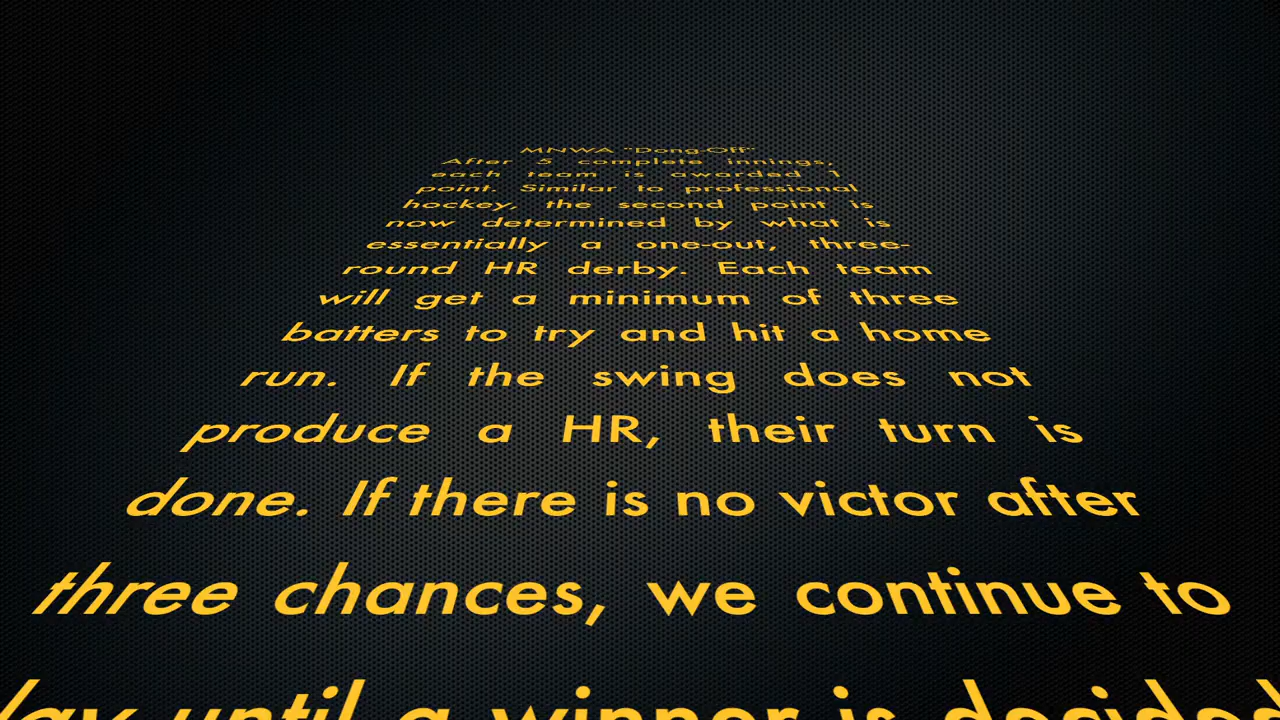 MNWA "Dong-Off"
After 5 complete innings,
each team is awarded 1
point. Similar to professional
hockey, the second point is
now determined by what is
essentially a one-out, three-
round HR derby. Each team
will get a minimum of three
batters to try and hit a home
run. If the swing does not
produce a HR, their turn is
done. If there is no victor after
three chances, we continue to
until a winner is decided